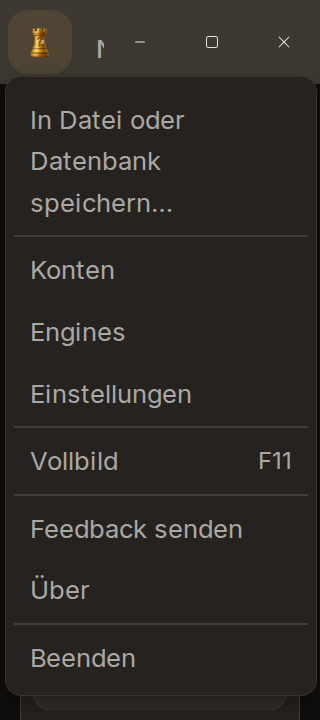 In Datei oder
Datenbank
speichern...
Konten
Engines
Einstellungen
Vollbild F11
Feedback senden
Über
Beenden